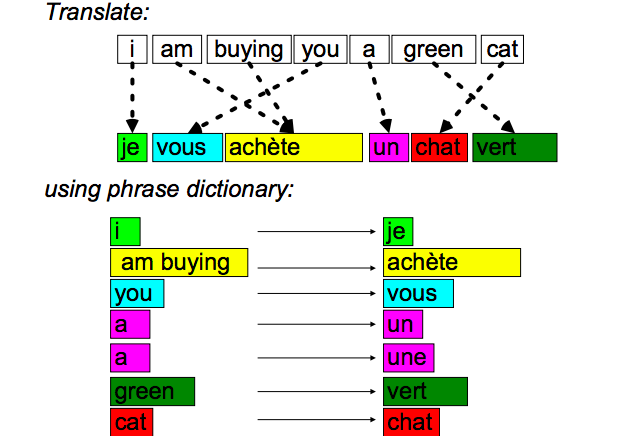 Translate:
i am buying you a green cat
je vous achète un chat vert
using phrase dictionary:
i je
am buying achète
you vous
a un
a une
green vert
cat chat